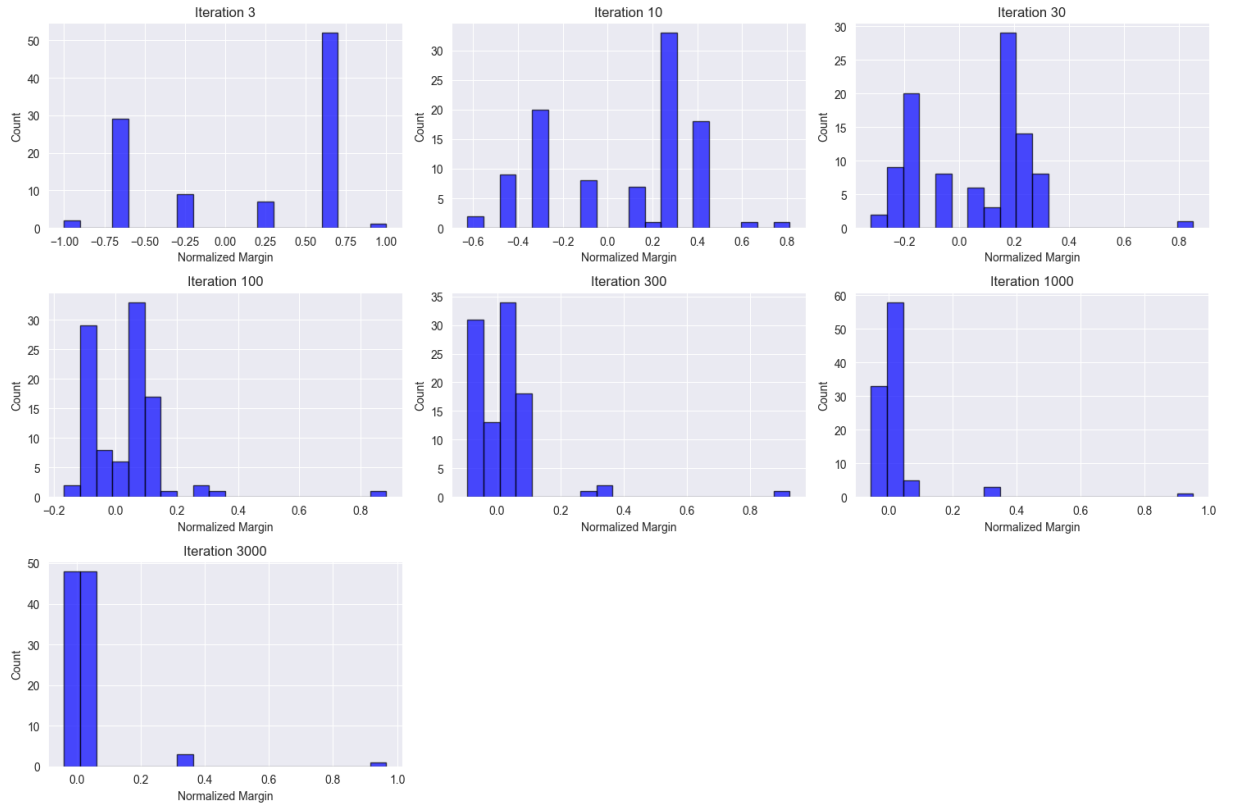 Iteration 3
Count
50
40
30
20
10
0
−1.00 −0.75 −0.50 −0.25 0.00 0.25 0.50 0.75 1.00
Normalized Margin
Iteration 10
Count
30
25
20
15
10
5
0
−0.6 −0.4 −0.2 0.0 0.2 0.4 0.6 0.8
Normalized Margin
Iteration 30
Count
30
25
20
15
10
5
0
−0.2 0.0 0.2 0.4 0.6 0.8
Normalized Margin
Iteration 100
Count
30
25
20
15
10
5
0
−0.2 0.0 0.2 0.4 0.6 0.8
Normalized Margin
Iteration 300
Count
35
30
25
20
15
10
5
0
0.0 0.2 0.4 0.6 0.8
Normalized Margin
Iteration 1000
Count
60
50
40
30
20
10
0
0.0 0.2 0.4 0.6 0.8 1.0
Normalized Margin
Iteration 3000
Count
50
40
30
20
10
0
0.0 0.2 0.4 0.6 0.8 1.0
Normalized Margin